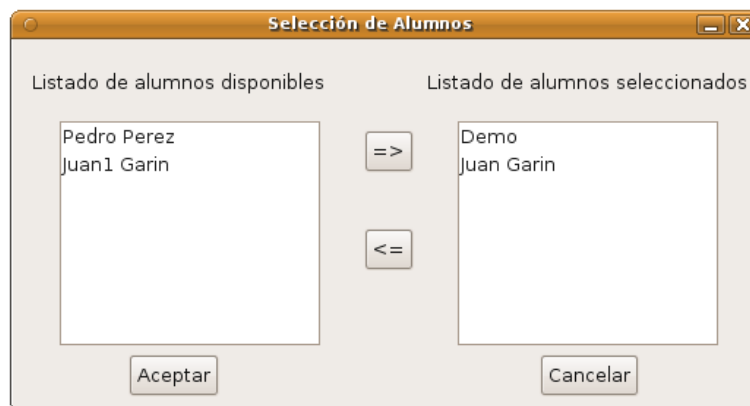 Selección de Alumnos
Listado de alumnos disponibles
Listado de alumnos seleccionados
Pedro Perez
Juan1 Garin
=>
<=
Demo
Juan Garin
Aceptar
Cancelar